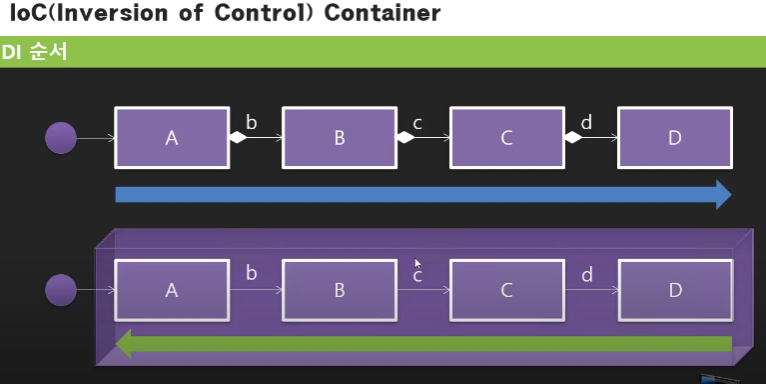 IoC(Inversion of Control) Container
DI 순서
b c d
A B C D
b c d
A B C D